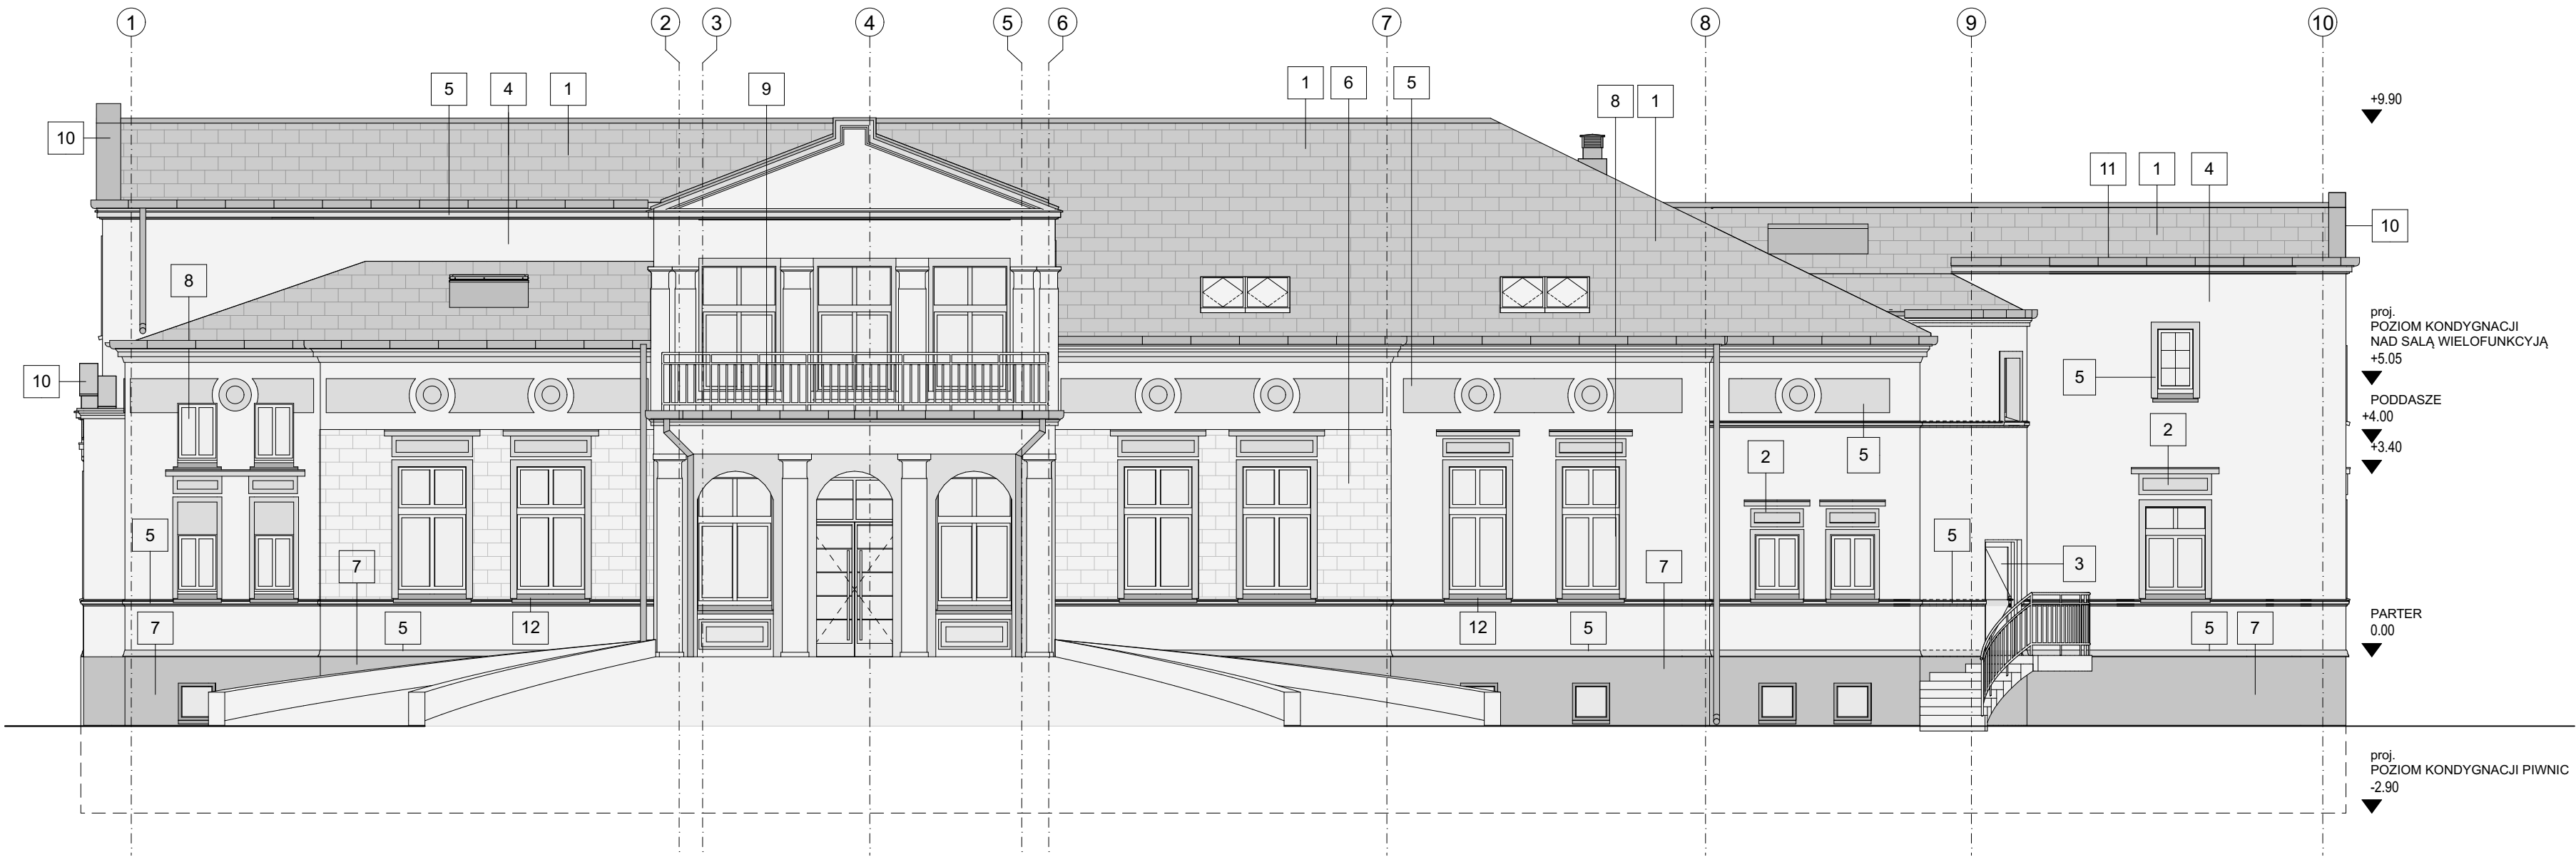 1 2 3 4 5 6 7 8 9 10
5 4 1 9 1 6 5 8 1
+9.90
10
11 1 4
10
8
proj.
POZIOM KONDYGNACJI
NAD SALĄ WIELOFUNKCYJĄ
+5.05
10
5
PODDASZE
+4.00
2
+3.40
2 5
5 5
7 7 3
PARTER
0.00
7 5 12 12 5 5 7
proj.
POZIOM KONDYGNACJI PIWNIC
-2.90